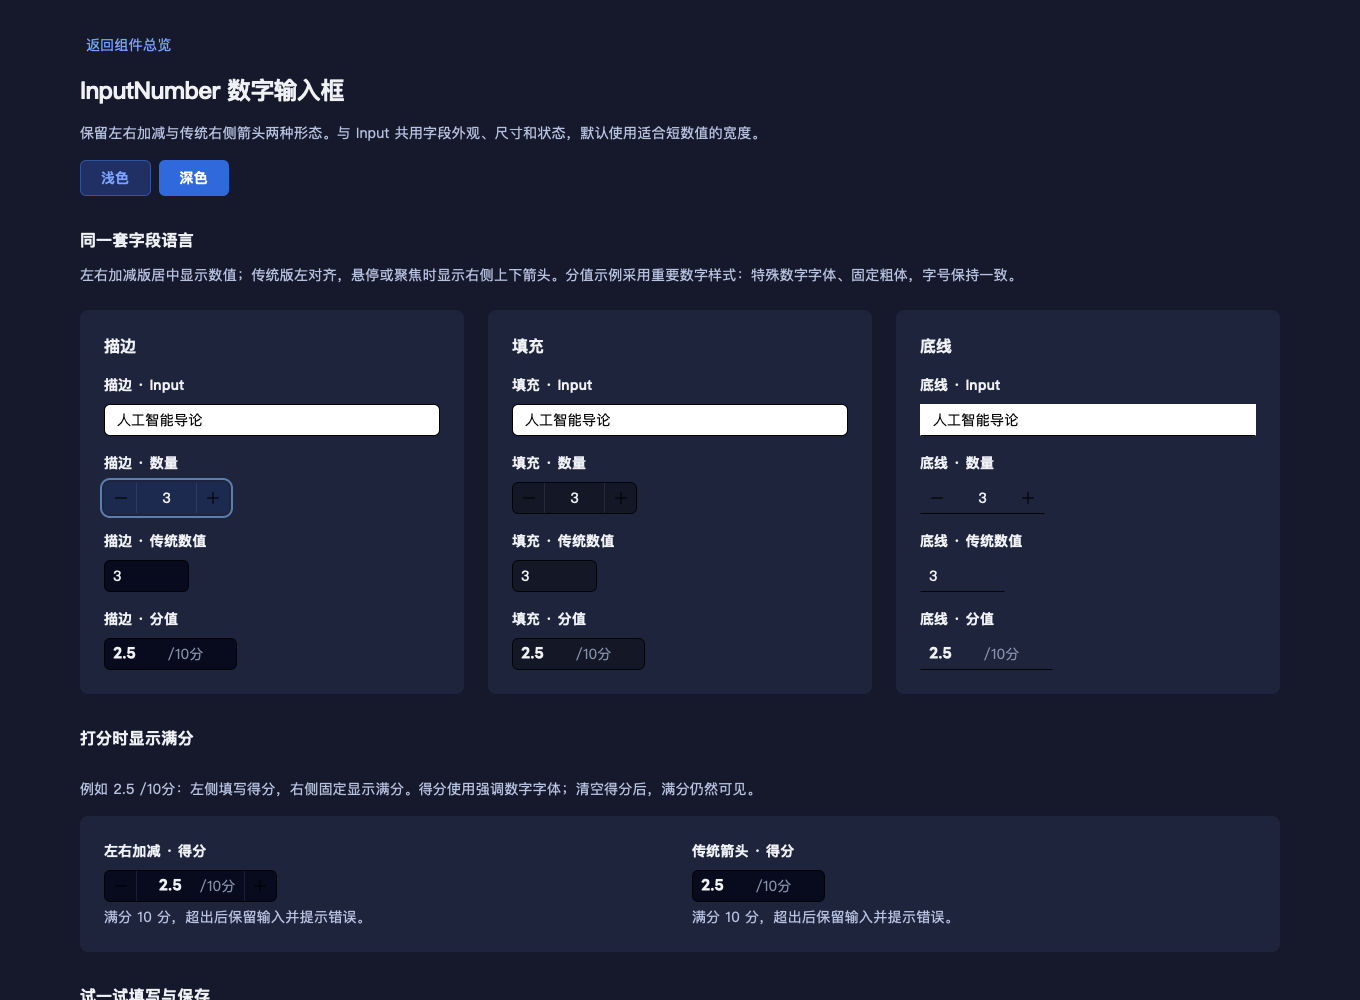 返回组件总览
InputNumber 数字输入框
保留左右加减与传统右侧箭头两种形态。与 Input 共用字段外观、尺寸和状态，默认使用适合短数值的宽度。
浅色
深色
同一套字段语言
左右加减版居中显示数值；传统版左对齐，悬停或聚焦时显示右侧上下箭头。分值示例采用重要数字样式：特殊数字字体、固定粗体，字号保持一致。
描边
描边 · Input
人工智能导论
描边 · 数量
3
描边 · 传统数值
3
描边 · 分值
2.5 /10分
填充
填充 · Input
人工智能导论
填充 · 数量
3
填充 · 传统数值
3
填充 · 分值
2.5 /10分
底线
底线 · Input
人工智能导论
底线 · 数量
3
底线 · 传统数值
3
底线 · 分值
2.5 /10分
打分时显示满分
例如 2.5 /10分：左侧填写得分，右侧固定显示满分。得分使用强调数字字体；清空得分后，满分仍然可见。
左右加减 · 得分
2.5 /10分
满分 10 分，超出后保留输入并提示错误。
传统箭头 · 得分
2.5 /10分
满分 10 分，超出后保留输入并提示错误。
试一试填写与保存